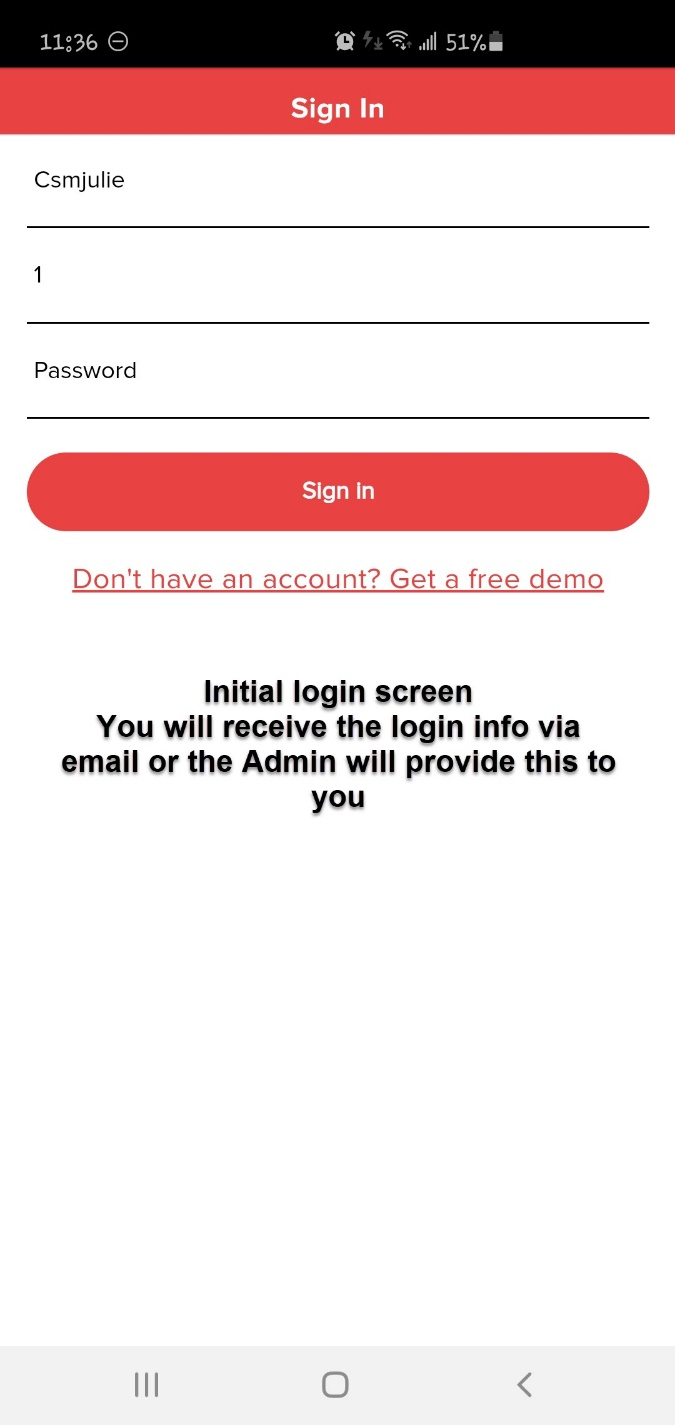 11:36 51%
Sign In
Csmjulie
1
Password
Sign in
Don't have an account? Get a free demo
Initial login screen
You will receive the login info via
email or the Admin will provide this to
you